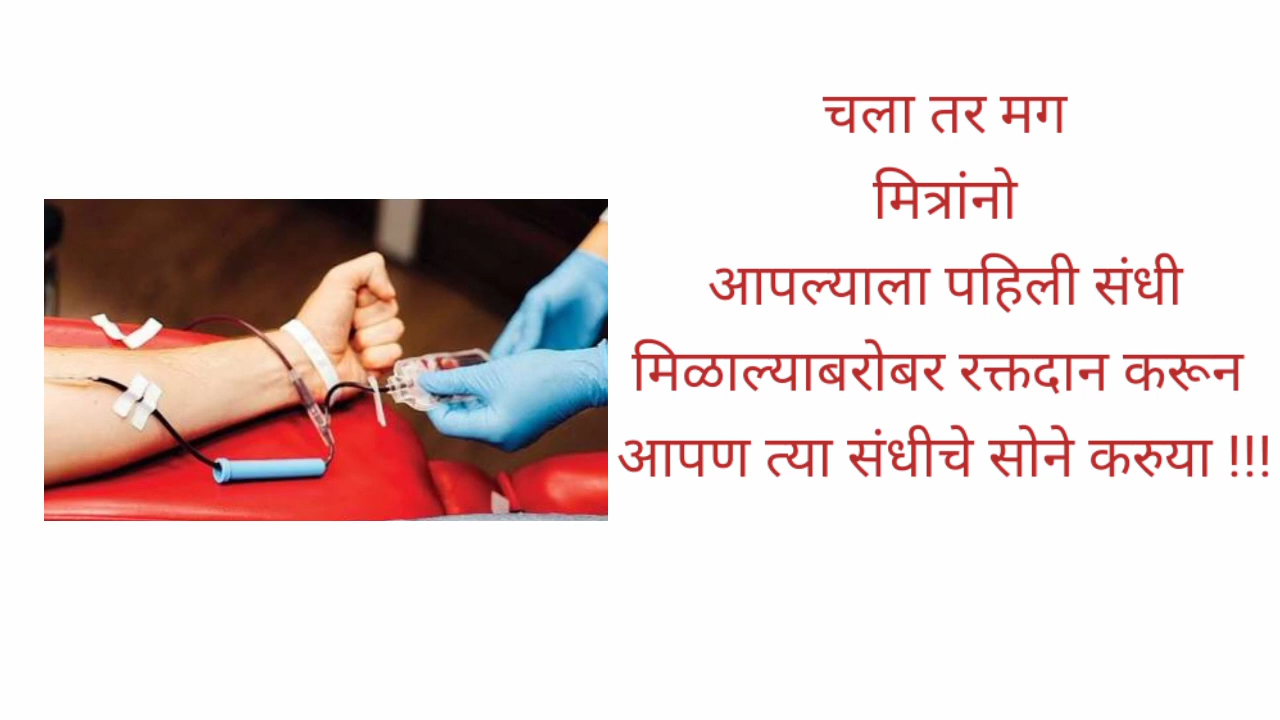 चला तर मग
मित्रांनो
आपल्याला पहिली संधी
मिळाल्याबरोबर रक्तदान करून
आपण त्या संधीचे सोने करुया !!!